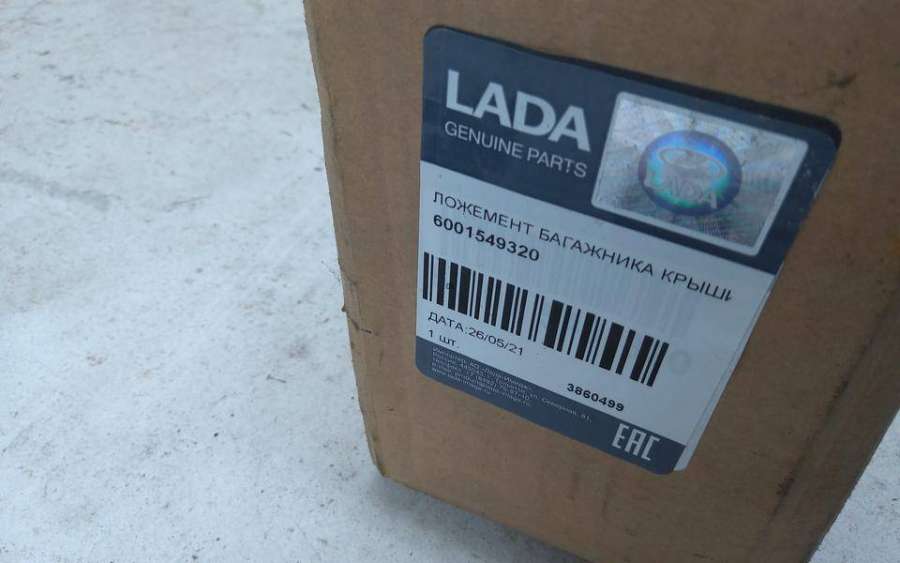 LADA
GENUINE PARTS
ЛОЖЕМЕНТ БАГАЖНИКА КРЫШИ
6001549320
ДАТА:26/05/21
1 шт.
3860499
EAC